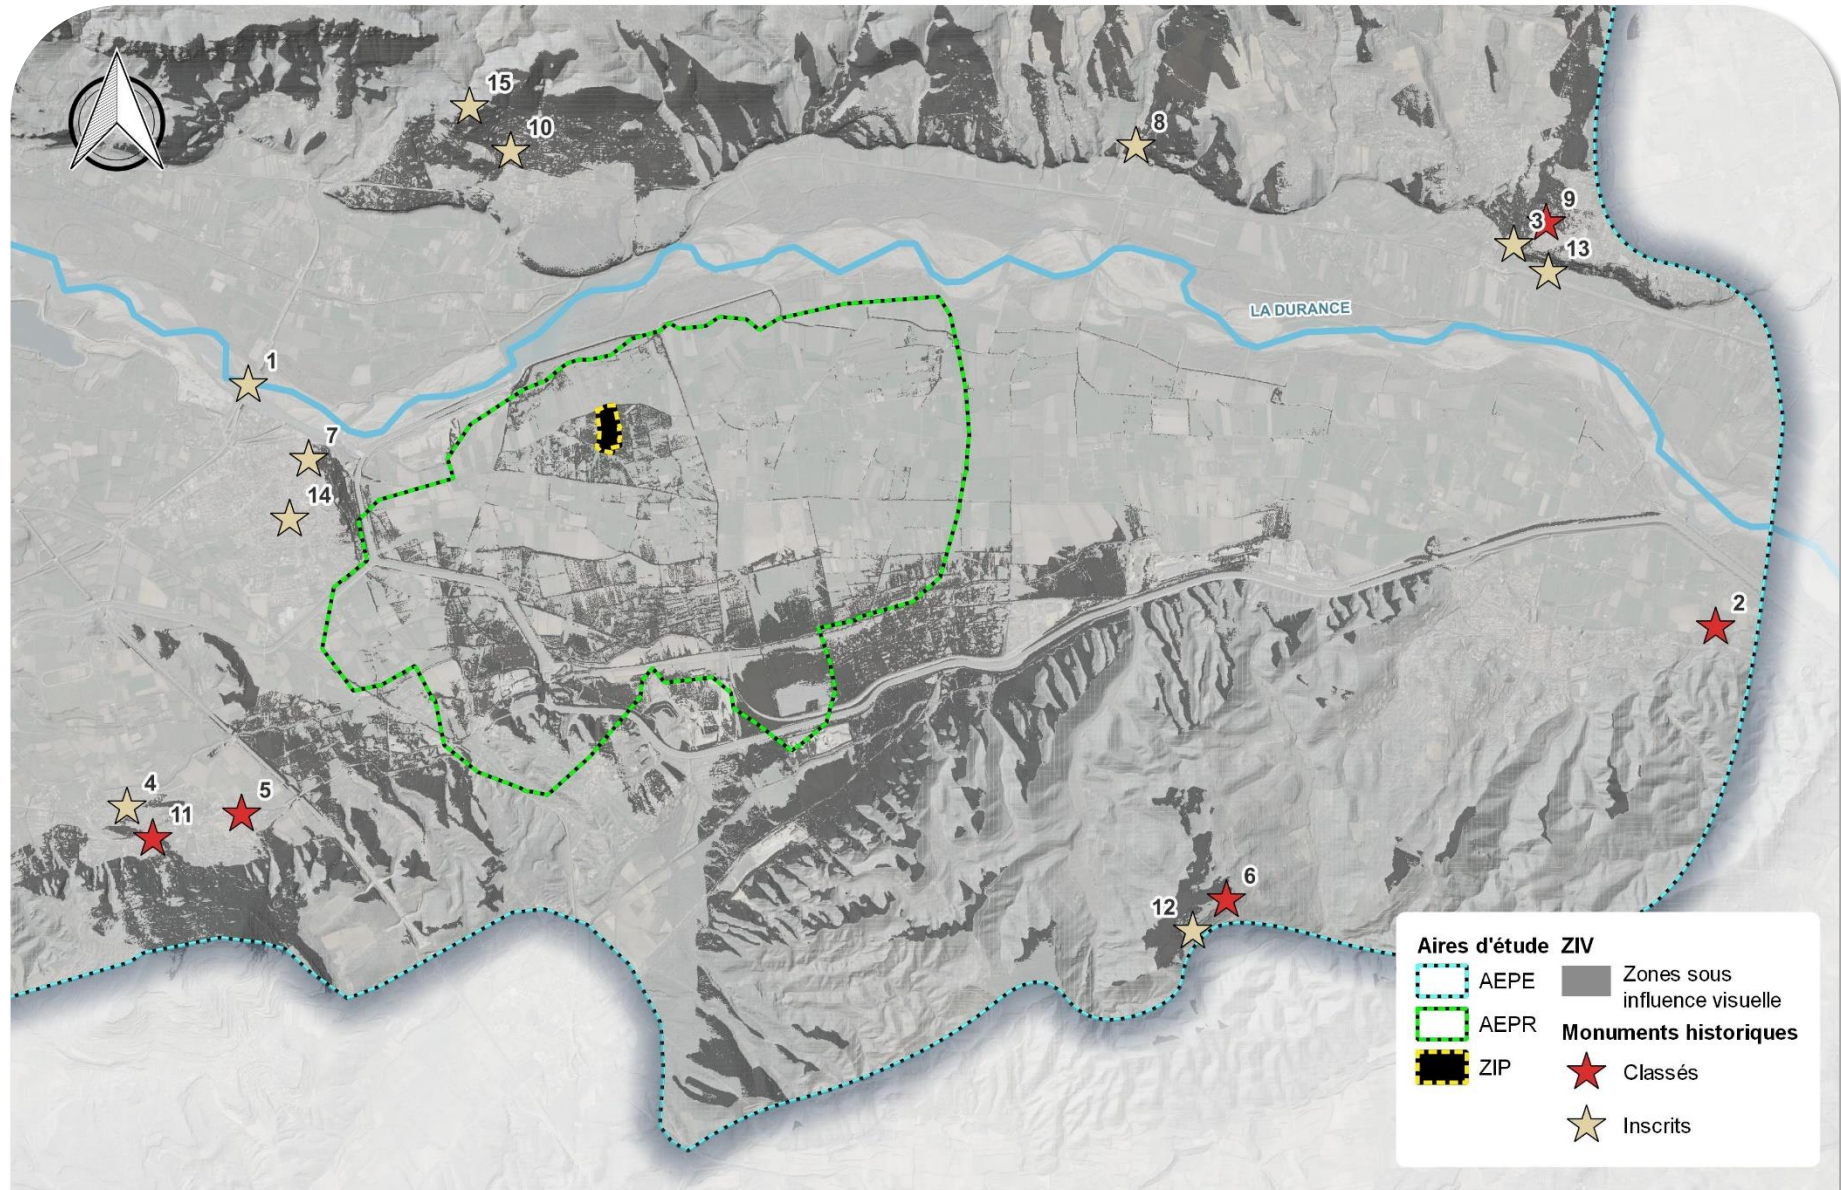 15
10
8
9
3
13
LA DURANCE
1
7
14
2
4
5
11
6
12
Aires d'étude
AEPE
AEPR
ZIP
ZIV
Zones sous
influence visuelle
Monuments historiques
Classés
Inscrits